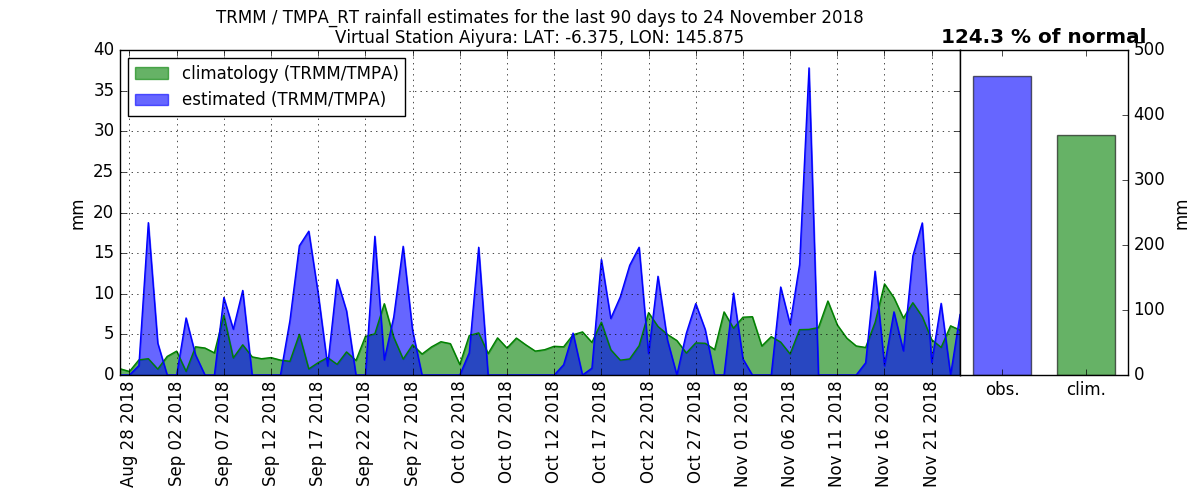 TRMM / TMPA_RT rainfall estimates for the last 90 days to 24 November 2018
Virtual Station Aiyura: LAT: -6.375, LON: 145.875
124.3 % of normal
climatology (TRMM/TMPA)
estimated (TRMM/TMPA)
40
35
30
25
20
15
10
5
0
mm
500
400
300
200
100
0
mm
obs.
clim.
Aug 28 2018
Sep 02 2018
Sep 07 2018
Sep 12 2018
Sep 17 2018
Sep 22 2018
Sep 27 2018
Oct 02 2018
Oct 07 2018
Oct 12 2018
Oct 17 2018
Oct 22 2018
Oct 27 2018
Nov 01 2018
Nov 06 2018
Nov 11 2018
Nov 16 2018
Nov 21 2018